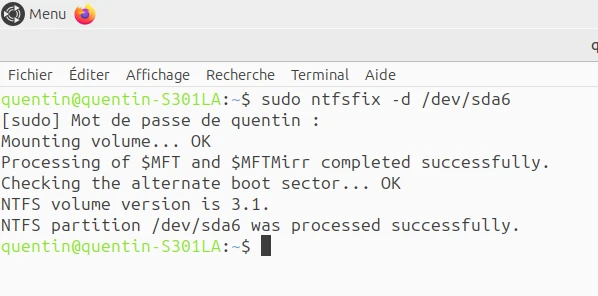 Menu
q
Fichier Éditer Affichage Recherche Terminal Aide
quentin@quentin-S301LA:~$ sudo ntfsfix -d /dev/sda6
[sudo] Mot de passe de quentin :
Mounting volume... OK
Processing of $MFT and $MFTMirr completed successfully.
Checking the alternate boot sector... OK
NTFS volume version is 3.1.
NTFS partition /dev/sda6 was processed successfully.
quentin@quentin-S301LA:~$